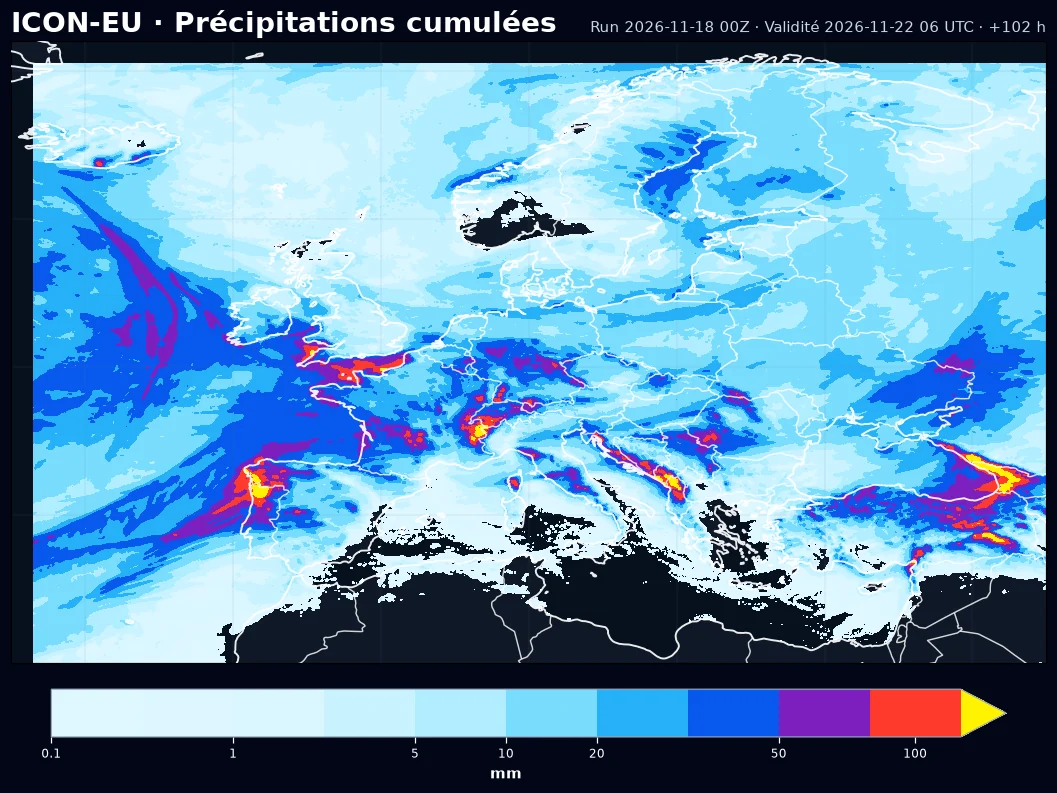 ICON-EU · Précipitations cumulées
Run 2026-11-18 00Z · Validité 2026-11-22 06 UTC · +102 h
0.1 1 5 10 20 50 100
mm